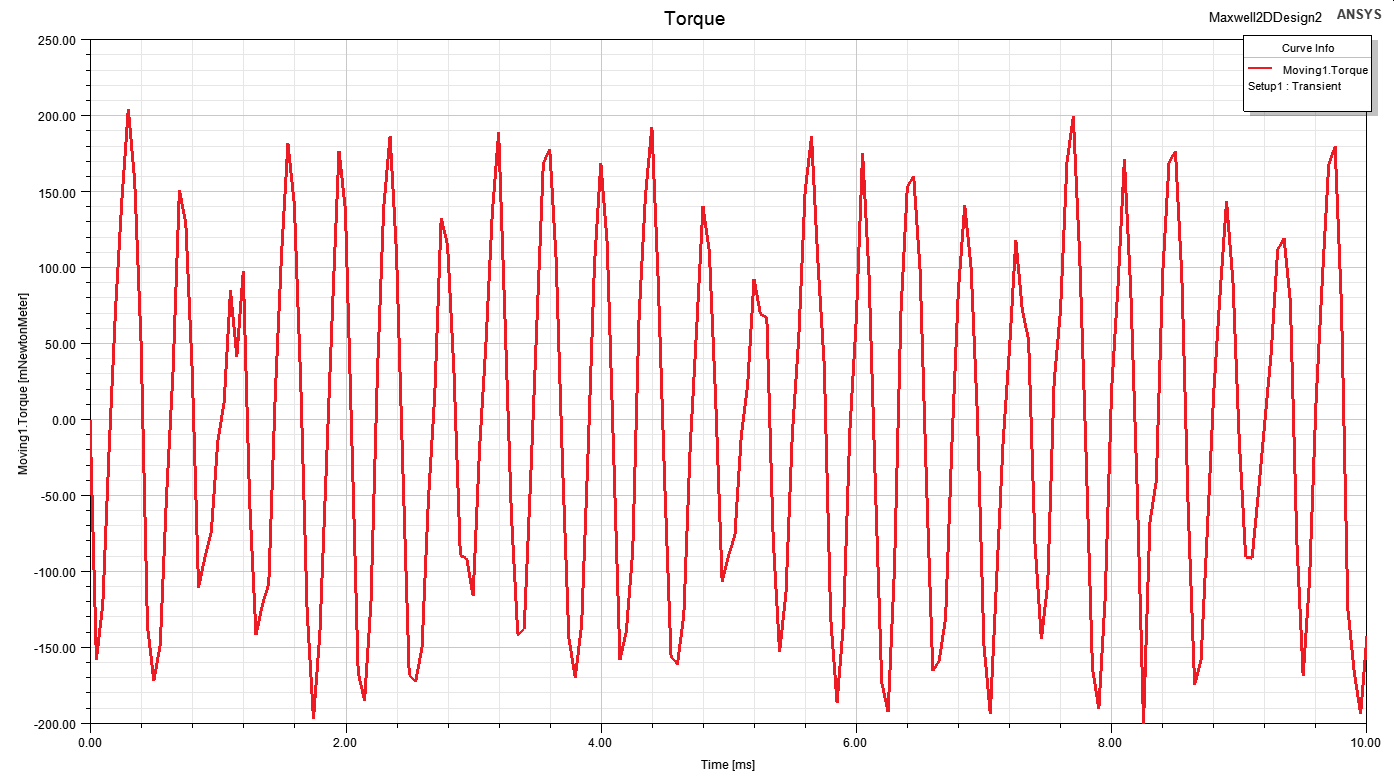 Torque
Maxwell2DDesign2
ANSYS
Curve Info
Moving1.Torque
Setup1 : Transient
Moving1.Torque [mNewtonMeter]
250.00
200.00
150.00
100.00
50.00
0.00
-50.00
-100.00
-150.00
-200.00
0.00
2.00
4.00
6.00
8.00
10.00
Time [ms]